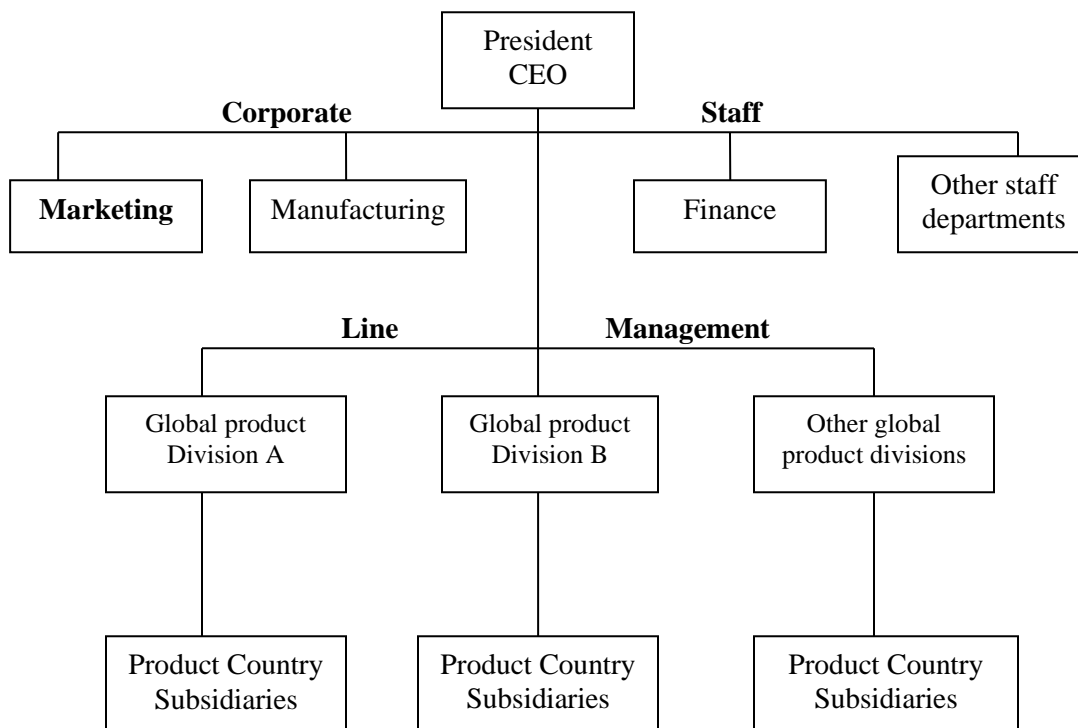 President
CEO
Corporate Staff
Marketing
Manufacturing
Finance
Other staff
departments
Line Management
Global product
Division A
Global product
Division B
Other global
product divisions
Product Country
Subsidiaries
Product Country
Subsidiaries
Product Country
Subsidiaries